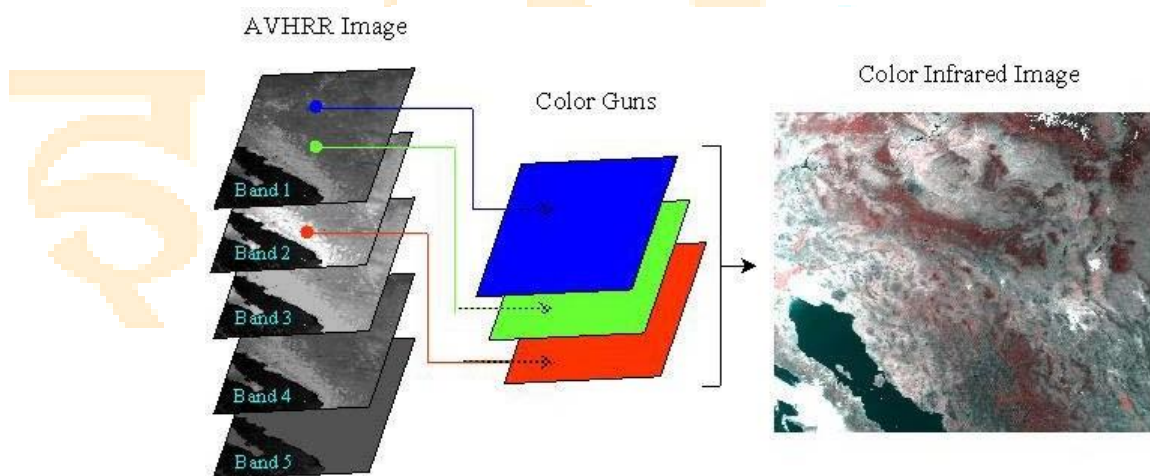 AVHRR Image
Color Guns
Color Infrared Image
Band 1
Band 2
Band 3
Band 4
Band 5